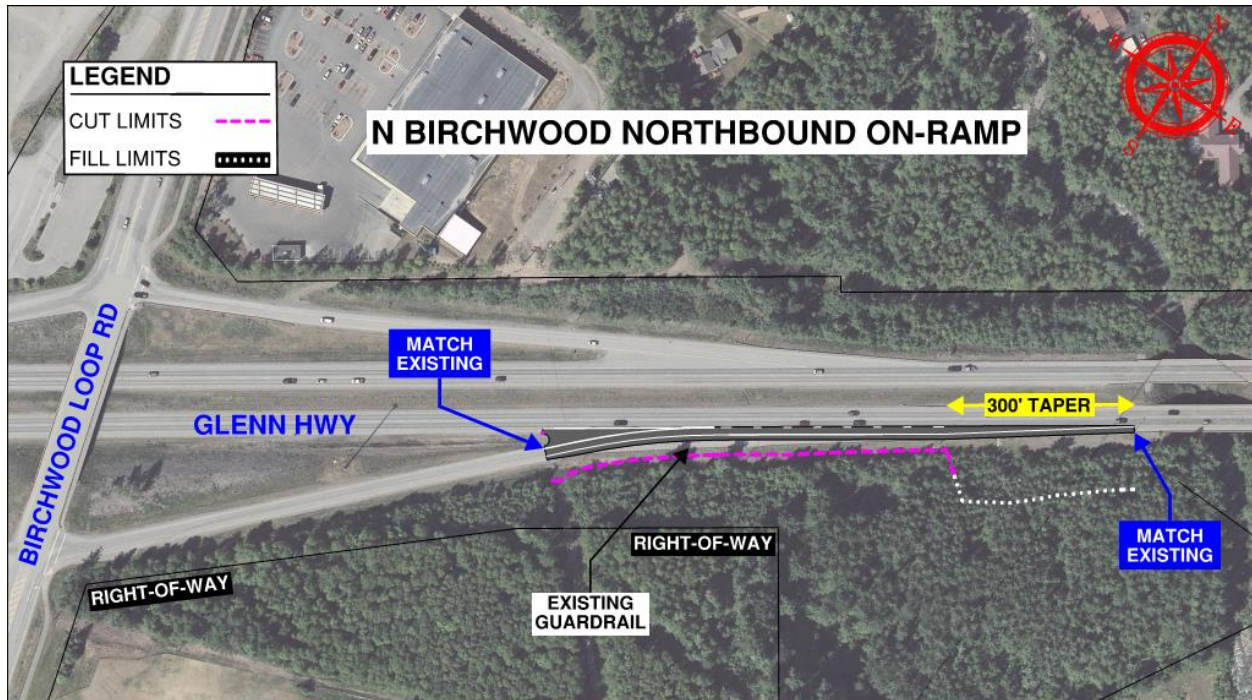 LEGEND
CUT LIMITS
FILL LIMITS
N BIRCHWOOD NORTHBOUND ON-RAMP
N
W
E
S
BIRCHWOOD LOOP RD
MATCH
EXISTING
GLENN HWY
300' TAPER
RIGHT-OF-WAY
RIGHT-OF-WAY
EXISTING
GUARDRAIL
MATCH
EXISTING